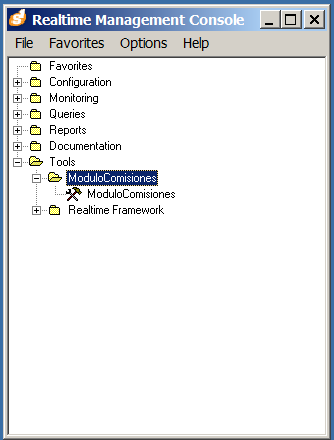 Realtime Management Console
File Favorites Options Help
Favorites
Configuration
Monitoring
Queries
Reports
Documentation
Tools
ModuloComisiones
ModuloComisiones
Realtime Framework